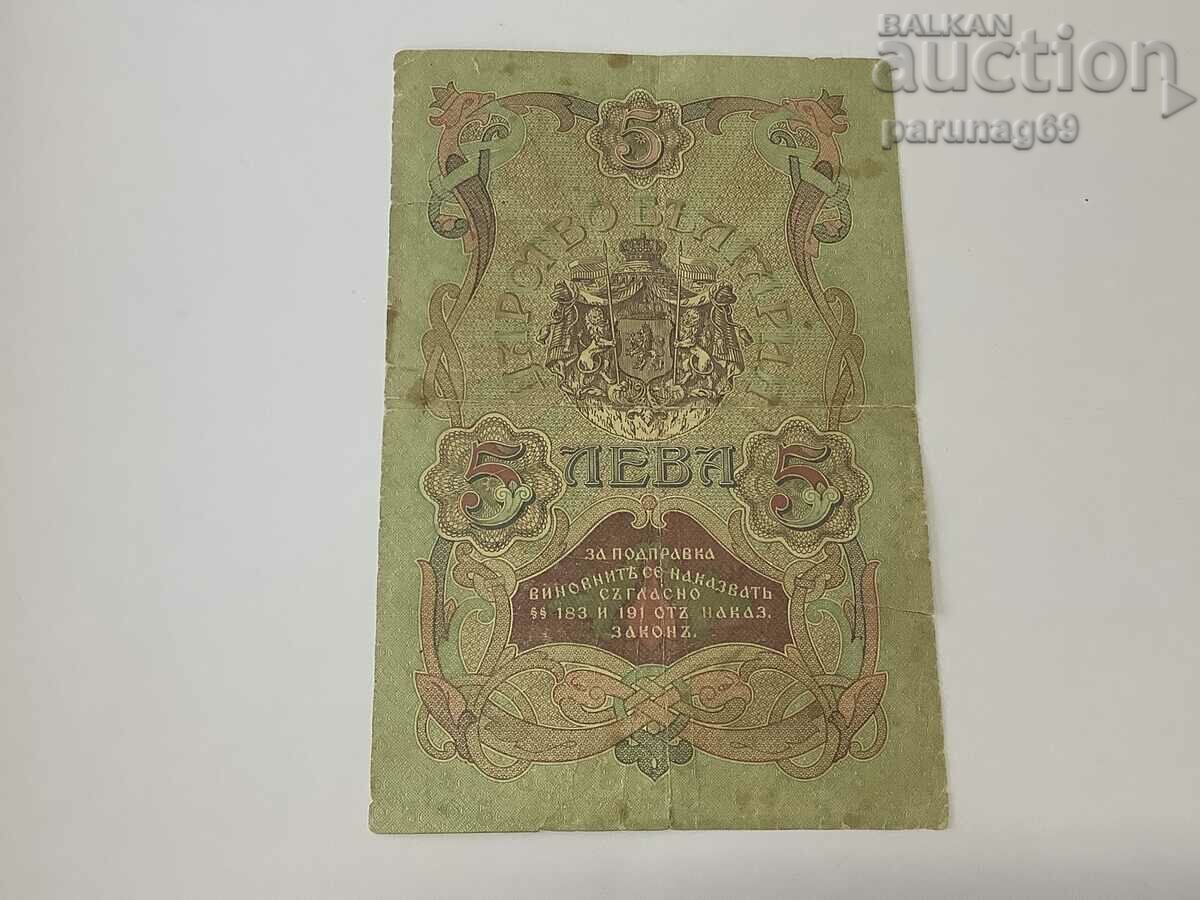 BALKAN
auction
parunag69
5
ЦАРСТВО БЪЛГАРИЯ
5 ЛЕВА 5
ЗА ПОДПРАВКА
ВИНОВНИТѢ СЕ НАКАЗВАТЪ
СЪГЛАСНО
§§ 183 И 191 ОТЪ НАКАЗ.
ЗАКОНЪ.